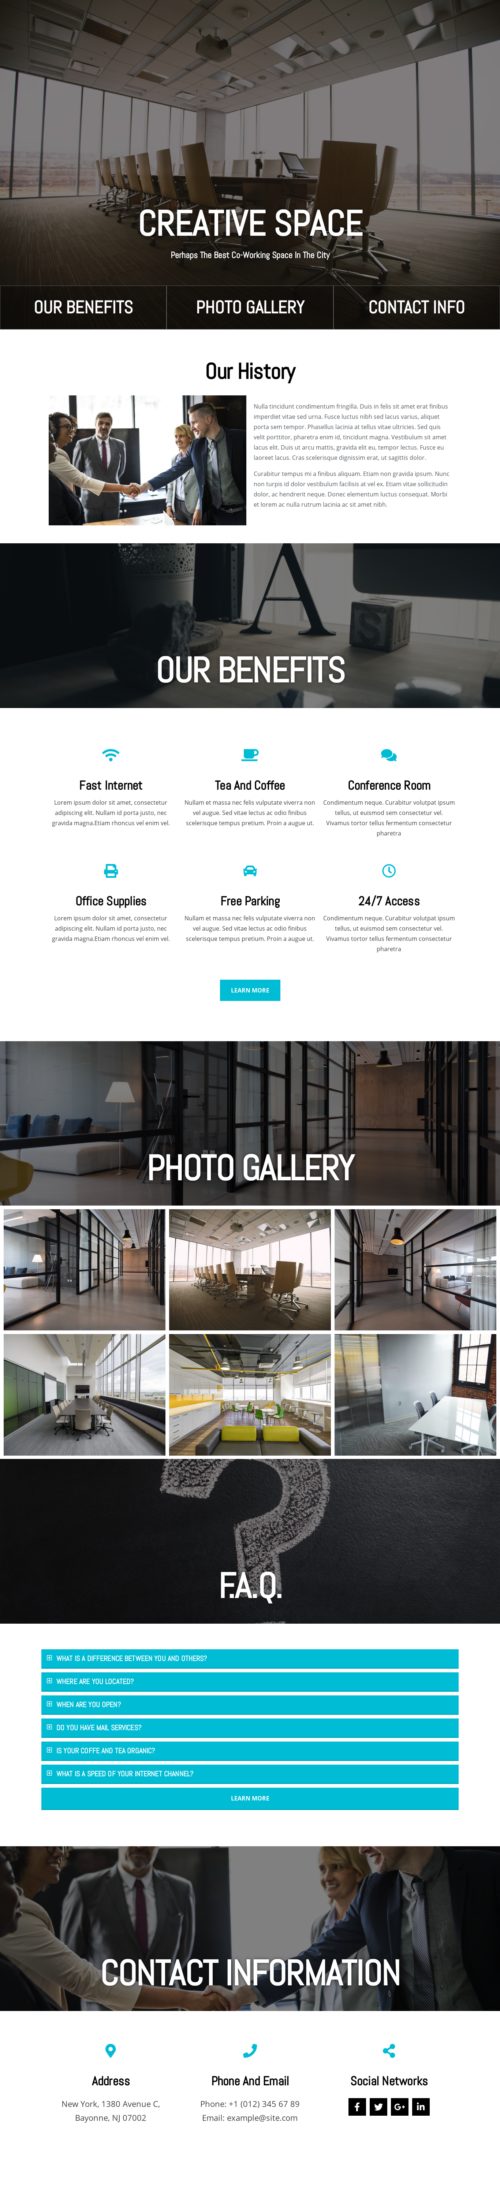 CREATIVE SPACE
Perhaps The Best Co-Working Space In The City
OUR BENEFITS
PHOTO GALLERY
CONTACT INFO
Our History
Nulla tincidunt condimentum fringilla. Duis in felis sit amet erat finibus
imperdiet vitae sed urna. Fusce luctus nibh sed lacus varius, aliquet
porta sem tempor. Phasellus lacinia at tellus vitae ultricies. Sed quis
velit porttitor, pharetra enim id, tincidunt magna. Vestibulum sit amet
lacus elit. Duis ut arcu mattis, gravida elit eu, tempor lectus. Fusce eu
laoreet lacus. Cras scelerisque dignissim erat, ut sagittis dolor.
Curabitur tempus mi a finibus aliquam. Etiam non gravida ipsum. Nunc
non turpis id dolor vestibulum facilisis at vel ex. Etiam vitae sollicitudin
dolor, ac hendrerit neque. Donec elementum luctus consequat. Morbi
et lorem ac nulla rutrum lacinia ac sit amet nibh.
A
S
OUR BENEFITS
Fast Internet
Lorem ipsum dolor sit amet, consectetur
adipiscing elit. Nullam id porta justo, nec
gravida magna.Etiam rhoncus vel enim vel.
Tea And Coffee
Nullam et massa nec felis vulputate viverra non
vel augue. Sed vitae lectus ac odio finibus
scelerisque tempus pretium. Proin a augue ut.
Conference Room
Condimentum neque. Curabitur volutpat ipsum
tellus, ut euismod sem consectetur vel.
Vivamus tortor tellus fermentum consectetur
pharetra
Office Supplies
Lorem ipsum dolor sit amet, consectetur
adipiscing elit. Nullam id porta justo, nec
gravida magna.Etiam rhoncus vel enim vel.
Free Parking
Nullam et massa nec felis vulputate viverra non
vel augue. Sed vitae lectus ac odio finibus
scelerisque tempus pretium. Proin a augue ut.
24/7 Access
Condimentum neque. Curabitur volutpat ipsum
tellus, ut euismod sem consectetur vel.
Vivamus tortor tellus fermentum consectetur
pharetra
LEARN MORE
PHOTO GALLERY
?
F.A.Q.
WHAT IS A DIFFERENCE BETWEEN YOU AND OTHERS?
WHERE ARE YOU LOCATED?
WHEN ARE YOU OPEN?
DO YOU HAVE MAIL SERVICES?
IS YOUR COFFE AND TEA ORGANIC?
WHAT IS A SPEED OF YOUR INTERNET CHANNEL?
LEARN MORE
CONTACT INFORMATION
Address
New York, 1380 Avenue C,
Bayonne, NJ 07002
Phone And Email
Phone: +1 (012) 345 67 89
Email: example@site.com
Social Networks